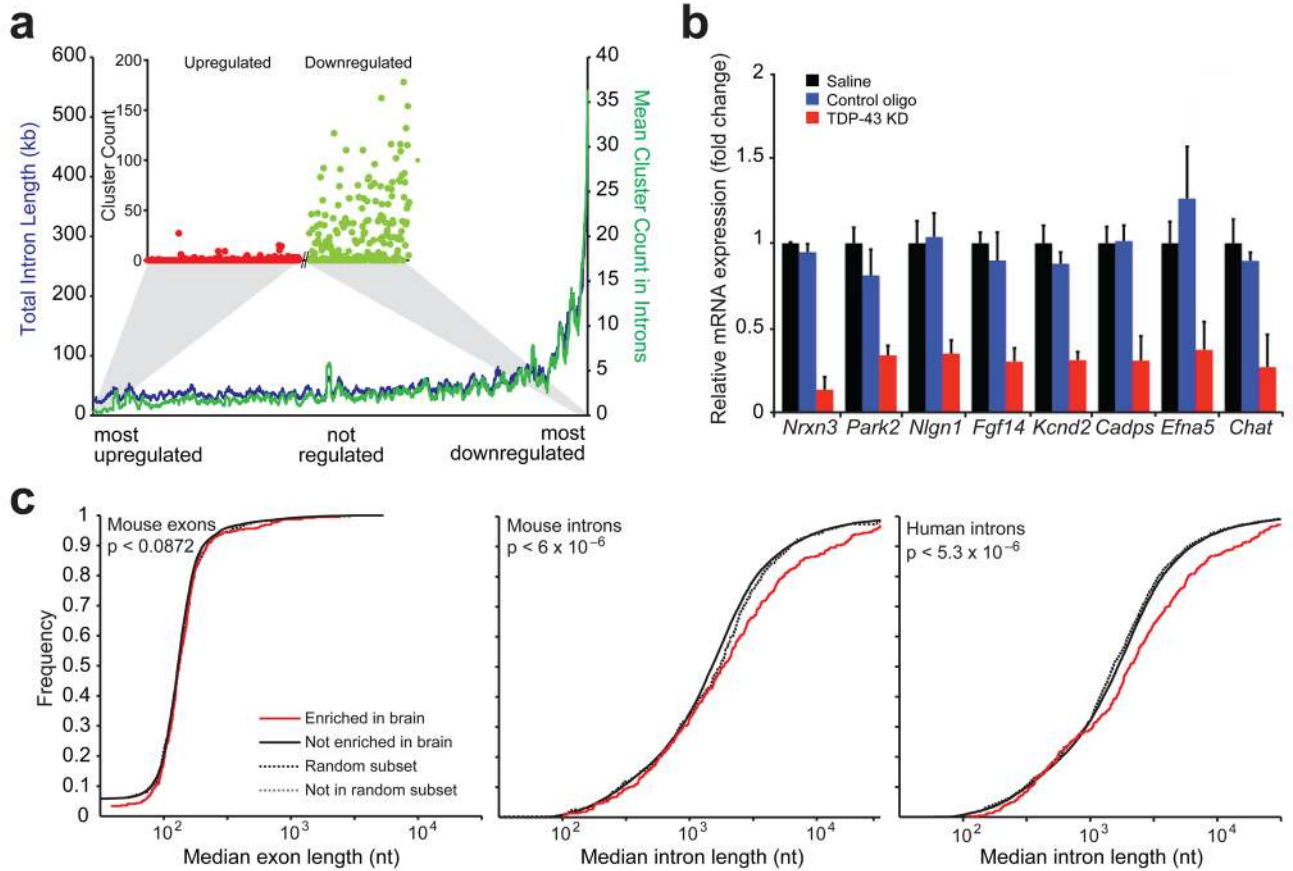 a
600
500
400
300
200
100
0
Total Intron Length (kb)
200
150
100
50
0
Cluster Count
Upregulated
Downregulated
//
40
35
30
25
20
15
10
5
0
Mean Cluster Count in Introns
most
upregulated
not
regulated
most
downregulated
b
2
1.5
1
0.5
0
Relative mRNA expression (fold change)
Saline
Control oligo
TDP-43 KD
Nrxn3 Park2 Nlgn1 Fgf14 Kcnd2 Cadps Efna5 Chat
c
1
0.9
0.8
0.7
0.6
0.5
0.4
0.3
0.2
0.1
0
Frequency
Mouse exons
p < 0.0872
Enriched in brain
Not enriched in brain
Random subset
Not in random subset
10² 10³ 10⁴
Median exon length (nt)
Mouse introns
p < 6 x 10⁻⁶
10² 10³ 10⁴
Median intron length (nt)
Human introns
p < 5.3 x 10⁻⁶
10² 10³ 10⁴
Median intron length (nt)